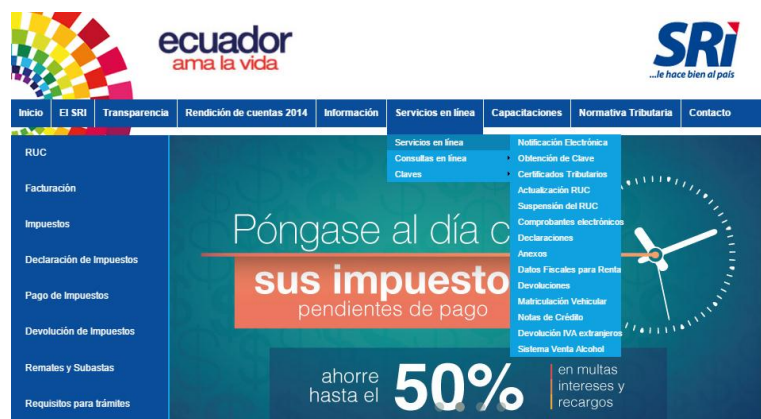 ecuador
ama la vida
SRi
...le hace bien al país
Inicio El SRI Transparencia Rendición de cuentas 2014 Información Servicios en línea Capacitaciones Normativa Tributaria Contacto
Servicios en línea
Consultas en línea
Claves
Notificación Electrónica
Obtención de Clave
Certificados Tributarios
Actualización RUC
Suspensión del RUC
Comprobantes electrónicos
Declaraciones
Anexos
Datos Fiscales para Renta
Devoluciones
Matriculación Vehicular
Notas de Crédito
Devolución IVA extranjeros
Sistema Venta Alcohol
RUC
Facturación
Impuestos
Declaración de Impuestos
Pago de Impuestos
Devolución de Impuestos
Remates y Subastas
Requisitos para trámites
Póngase al día c
sus impuesto
pendientes de pago
ahorre
hasta el
50%
en multas
intereses y
recargos